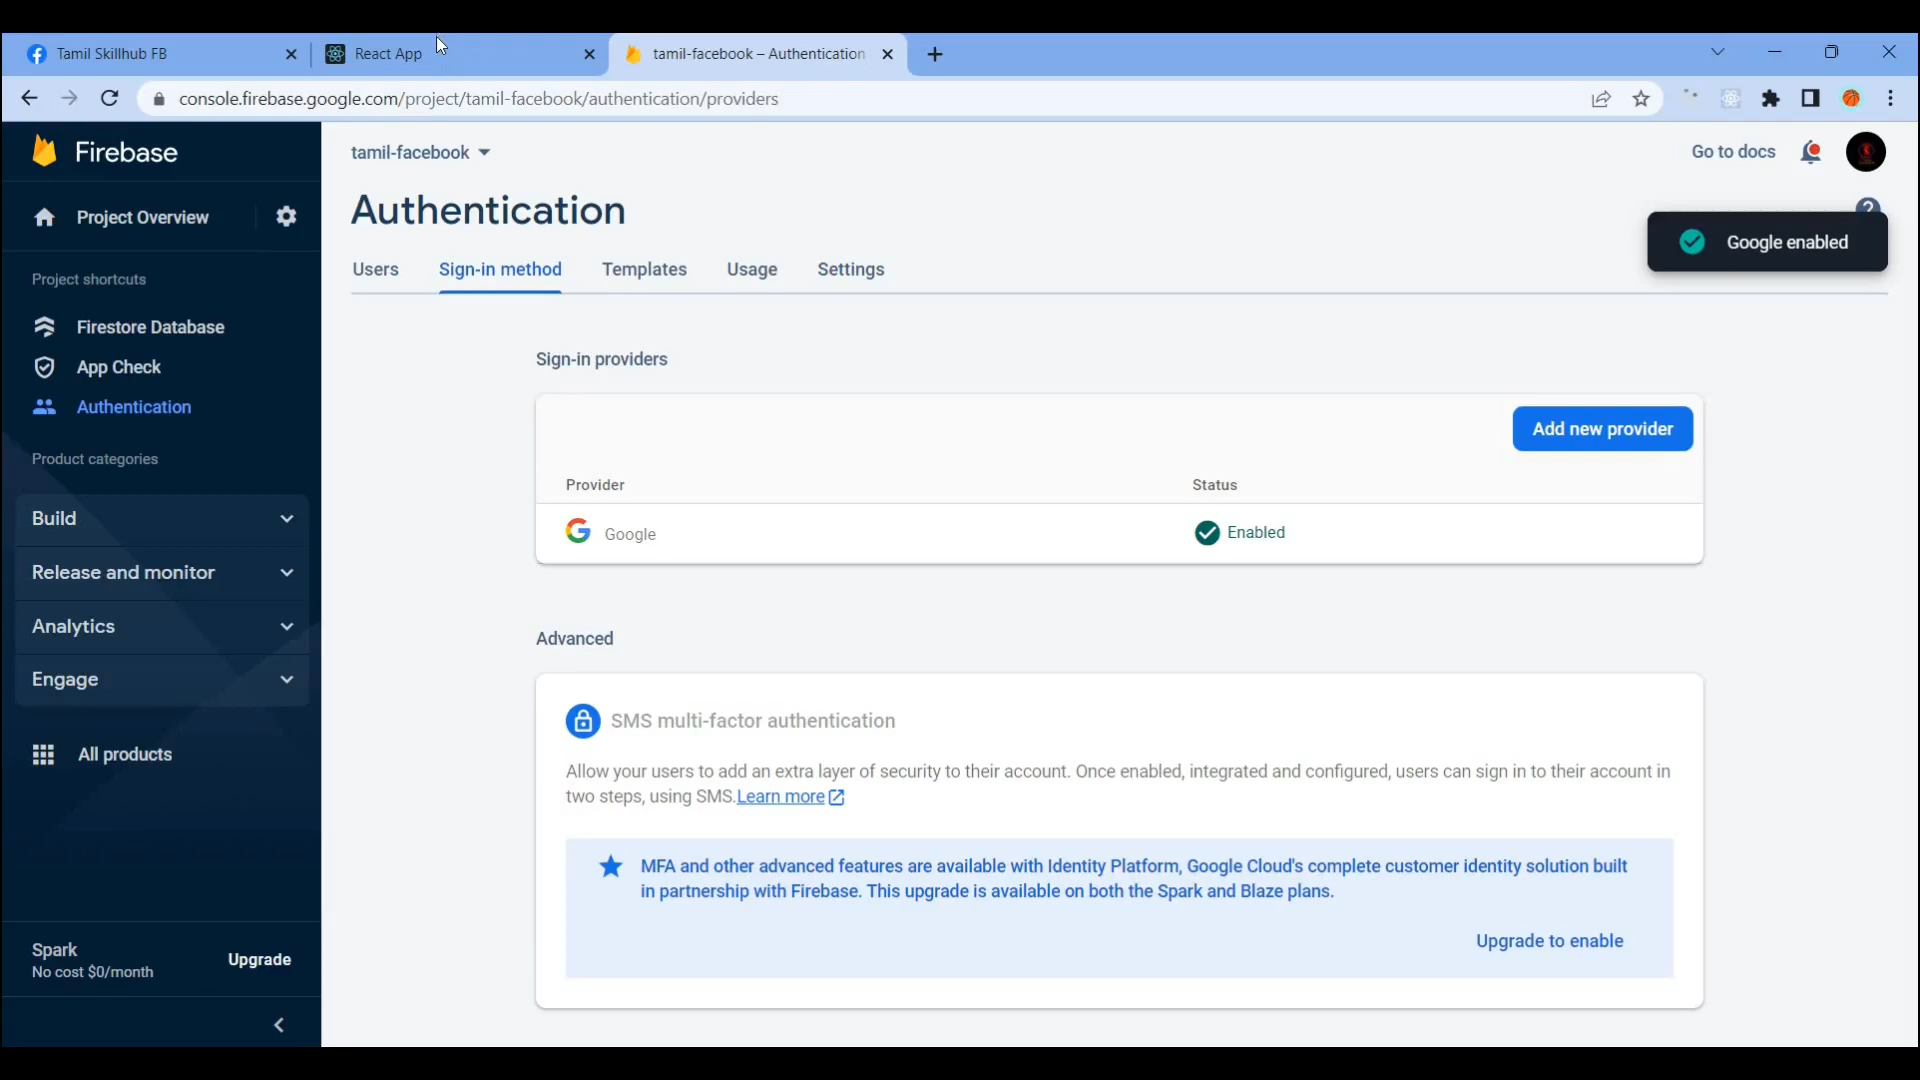 Tamil Skillhub FB
React App
tamil-facebook – Authentication
console.firebase.google.com/project/tamil-facebook/authentication/providers
Firebase
tamil-facebook
Go to docs
Project Overview
Authentication
?
Google enabled
Users
Sign-in method
Templates
Usage
Settings
Project shortcuts
Firestore Database
App Check
Authentication
Product categories
Build
Release and monitor
Analytics
Engage
All products
Spark
No cost $0/month
Upgrade
Sign-in providers
Add new provider
Provider
Status
Google
Enabled
Advanced
SMS multi-factor authentication
Allow your users to add an extra layer of security to their account. Once enabled, integrated and configured, users can sign in to their account in
two steps, using SMS.Learn more
MFA and other advanced features are available with Identity Platform, Google Cloud's complete customer identity solution built
in partnership with Firebase. This upgrade is available on both the Spark and Blaze plans.
Upgrade to enable